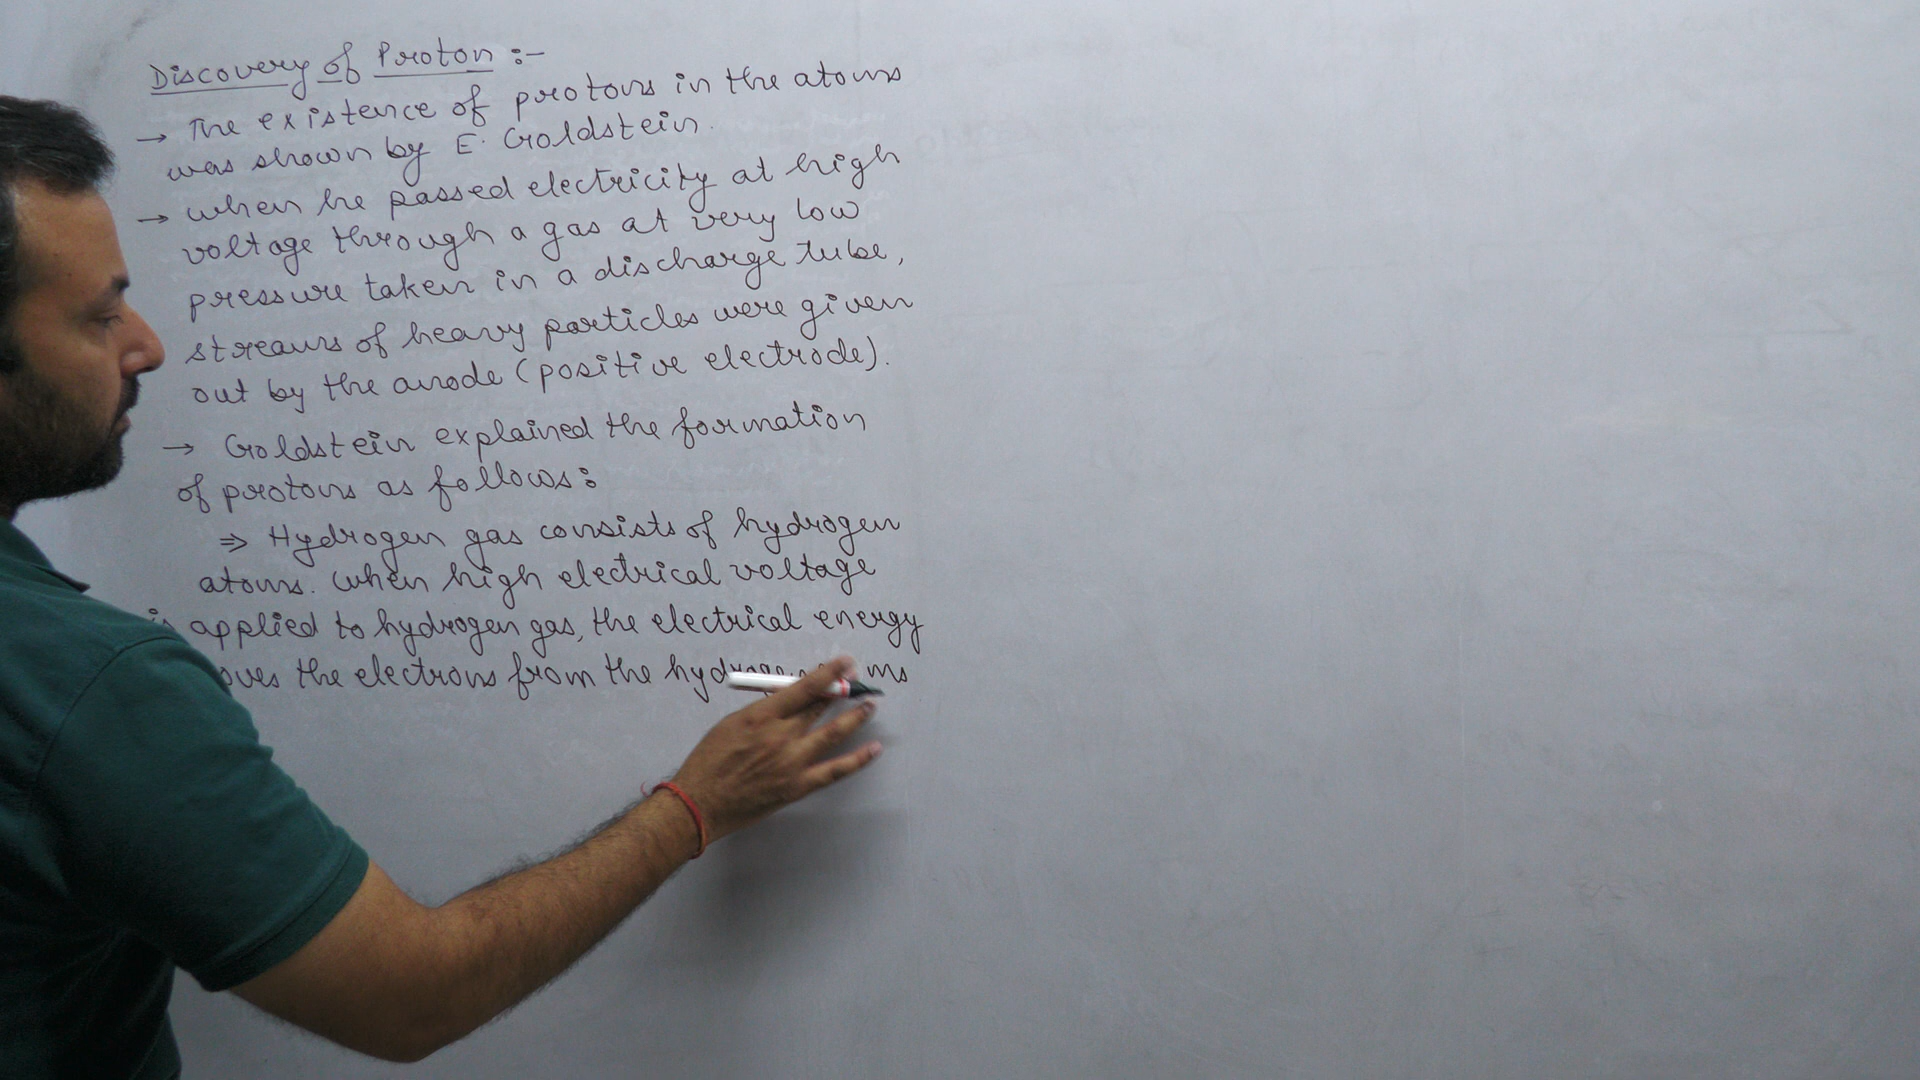 Discovery of Proton :-
→ The existence of protons in the atoms
was shown by E. Goldstein.
→ when he passed electricity at high
voltage through a gas at very low
pressure taken in a discharge tube,
streams of heavy particles were given
out by the anode (positive electrode).
→ Goldstein explained the formation
of protons as follows:
⇒ Hydrogen gas consists of hydrogen
atoms. when high electrical voltage
is applied to hydrogen gas, the electrical energy
the electrons from the